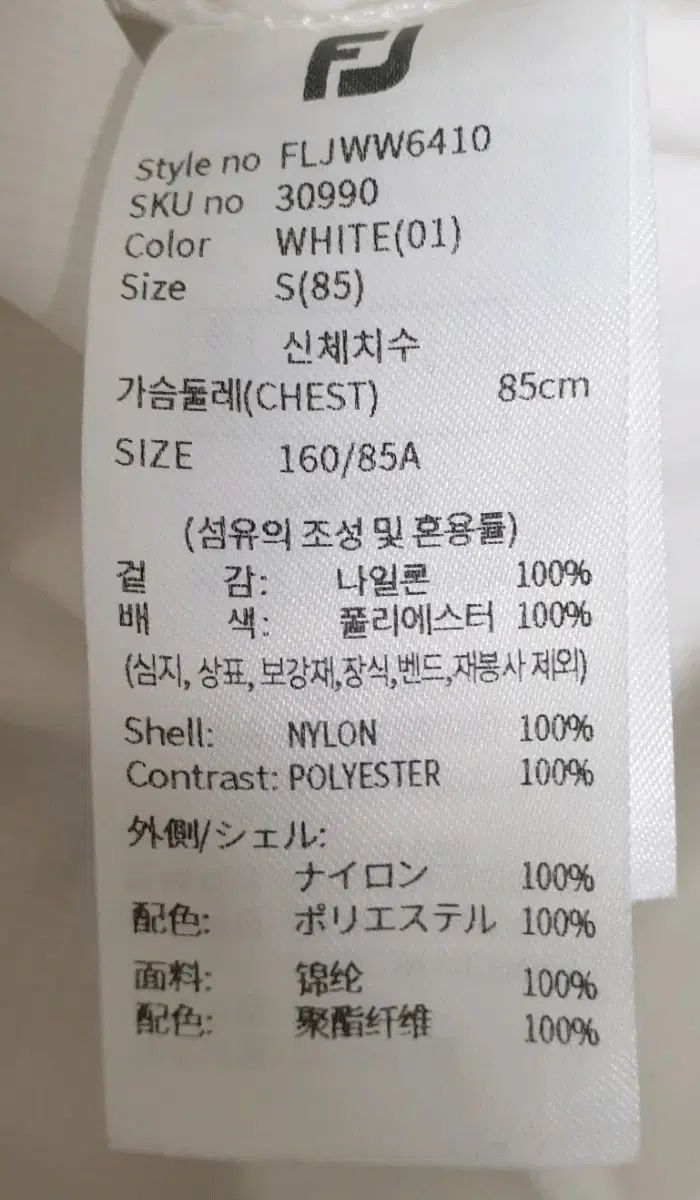 FJ
Style no FLJWW6410
SKU no 30990
Color WHITE(01)
Size S(85)
신체치수
가슴둘레(CHEST) 85cm
SIZE 160/85A
(섬유의 조성 및 혼용률)
겉 감: 나일론 100%
배 색: 폴리에스터 100%
(심지, 상표, 보강재,장식,벤드,재봉사 제외)
Shell: NYLON 100%
Contrast: POLYESTER 100%
外側/シェル:
ナイロン 100%
配色: ポリエステル 100%
面料: 锦纶 100%
配色: 聚酯纤维 100%